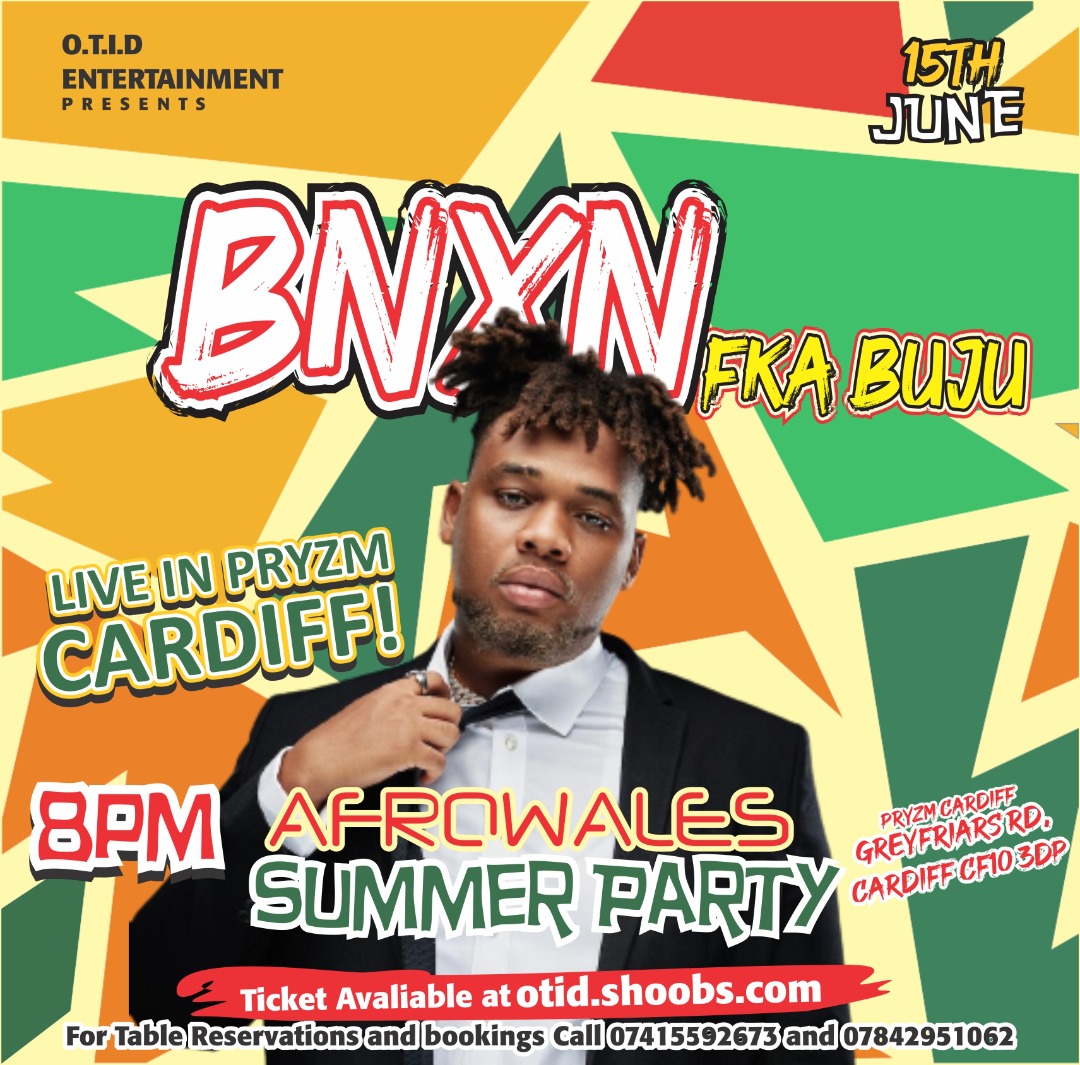 O.T.I.D
ENTERTAINMENT
PRESENTS
15TH
JUNE
BNXN
FKA BUJU
LIVE IN PRYZM
CARDIFF!
8PM
AFROWALES
SUMMER PARTY
PRYZM CARDIFF
GREYFRIARS RD,
CARDIFF CF10 3DP
Ticket Avaliable at otid.shoobs.com
For Table Reservations and bookings Call 07415592673 and 07842951062